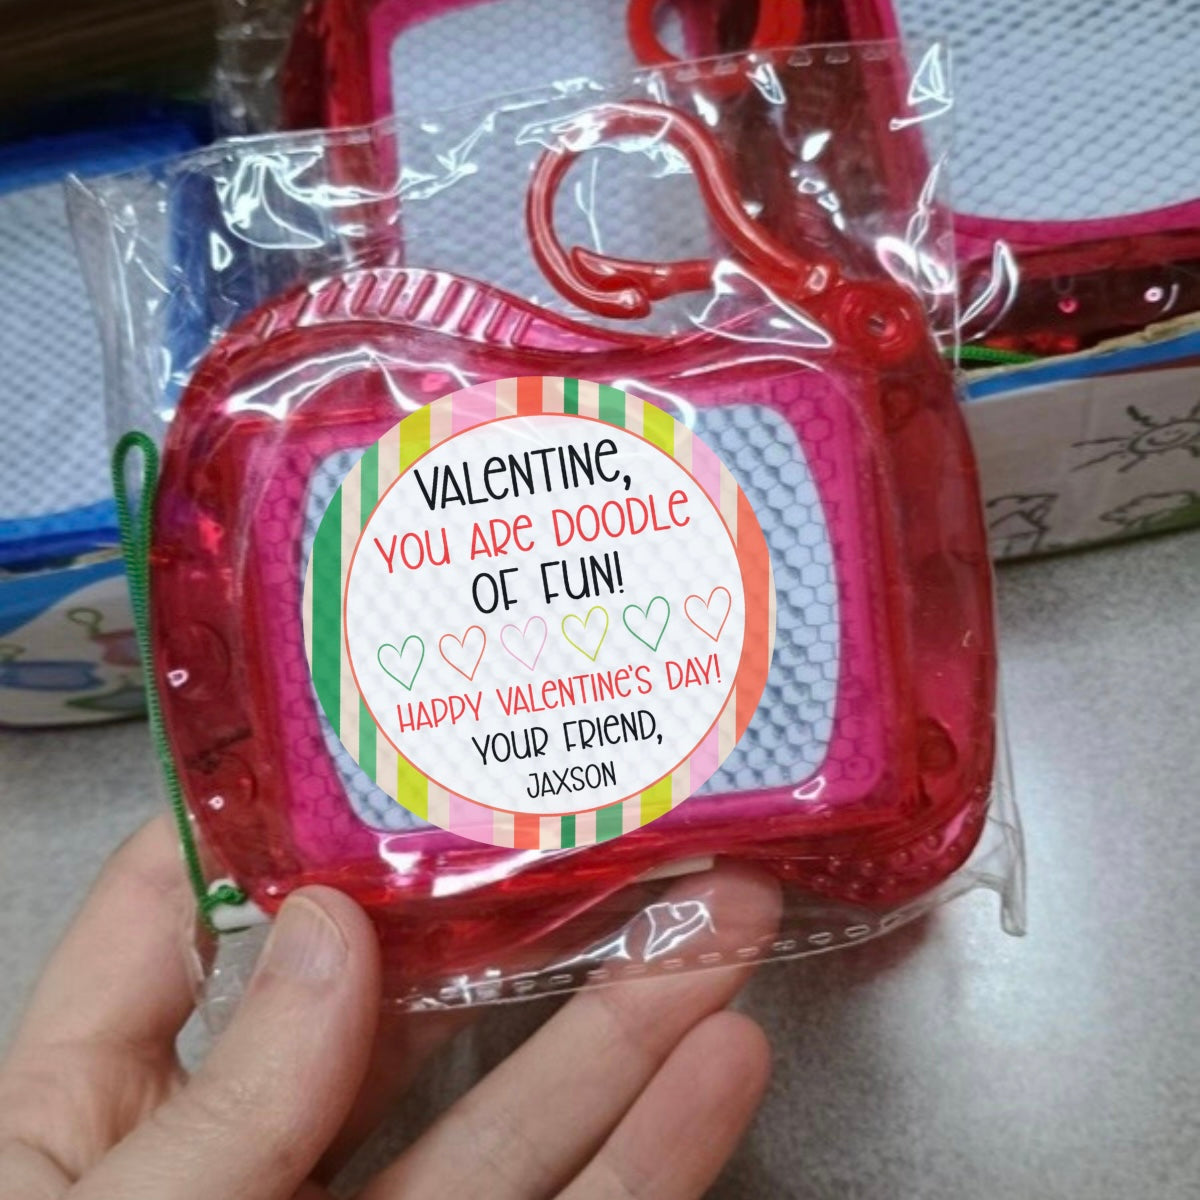 VALENTINE,
YOU ARE DOODLE
OF FUN!
HAPPY VALENTINE'S DAY!
YOUR FRIEND,
JAXSON